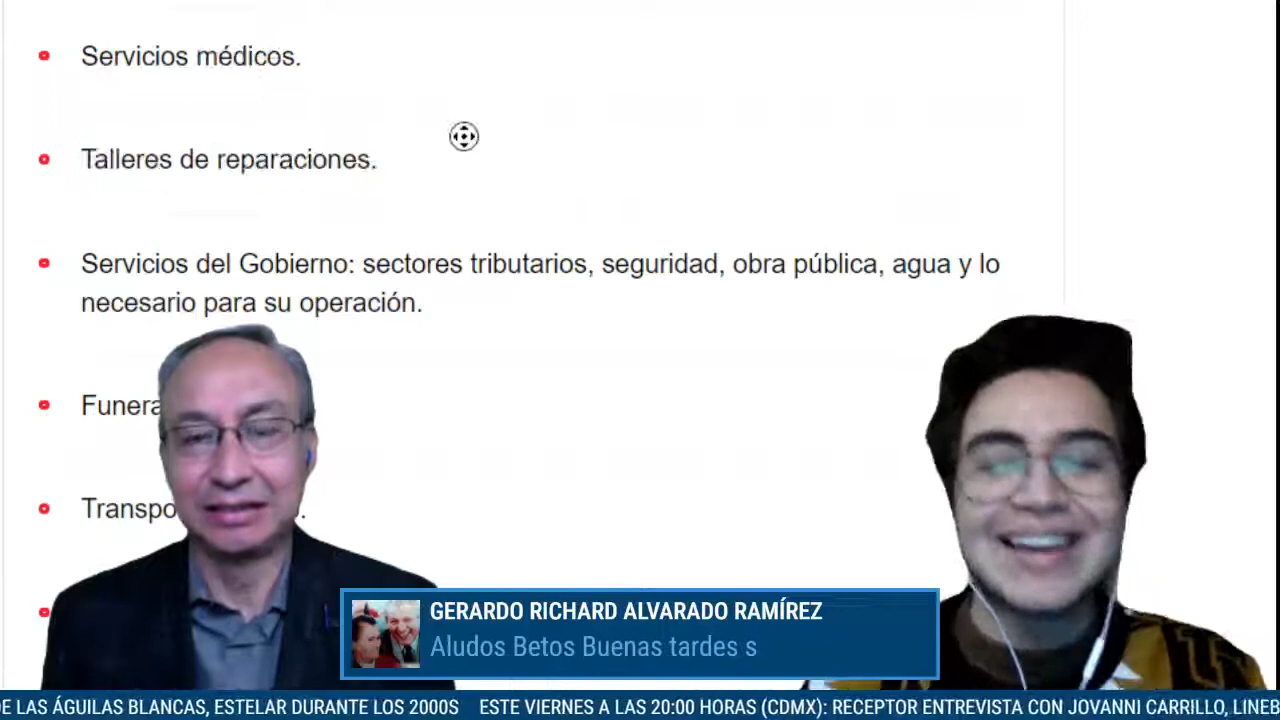 Servicios médicos.
Talleres de reparaciones.
Servicios del Gobierno: sectores tributarios, seguridad, obra pública, agua y lo
necesario para su operación.
Funera
Transpo
GERARDO RICHARD ALVARADO RAMÍREZ
Aludos Betos Buenas tardes s
DE LAS ÁGUILAS BLANCAS, ESTELAR DURANTE LOS 2000S ESTE VIERNES A LAS 20:00 HORAS (CDMX): RECEPTOR ENTREVISTA CON JOVANNI CARRILLO, LINEB